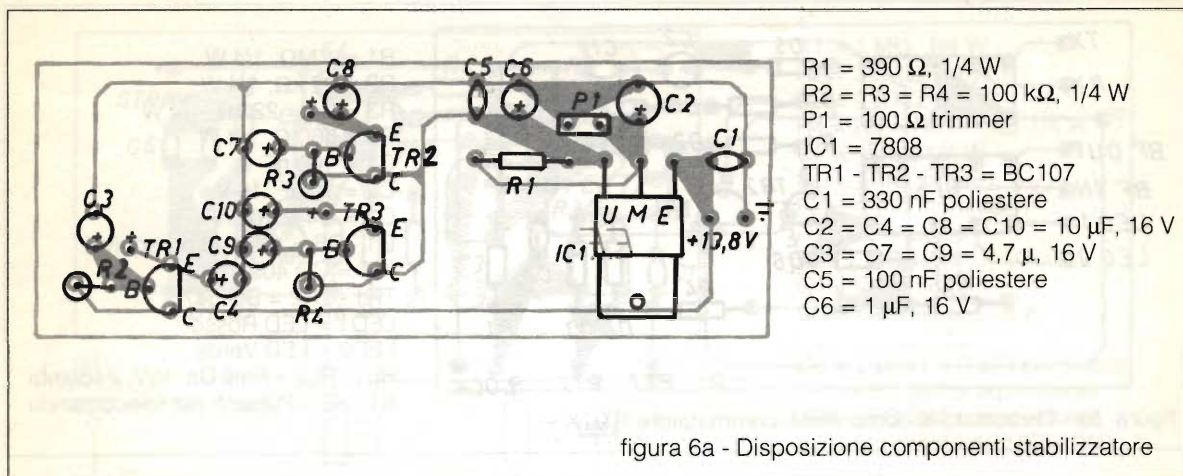 C8
C5
C6
P1
C2
C1
E
C7
B
TR2
R3
C
R1
C3
C10
TR3
E
U M E
+13,8V
TR1
C9
B
IC1
R2
E
B
C4
R4
C
C
R1 = 390 Ω, 1/4 W
R2 = R3 = R4 = 100 kΩ, 1/4 W
P1 = 100 Ω trimmer
IC1 = 7808
TR1 - TR2 - TR3 = BC107
C1 = 330 nF poliestere
C2 = C4 = C8 = C10 = 10 µF, 16 V
C3 = C7 = C9 = 4,7 µ, 16 V
C5 = 100 nF poliestere
C6 = 1 µF, 16 V
figura 6a - Disposizione componenti stabilizzatore